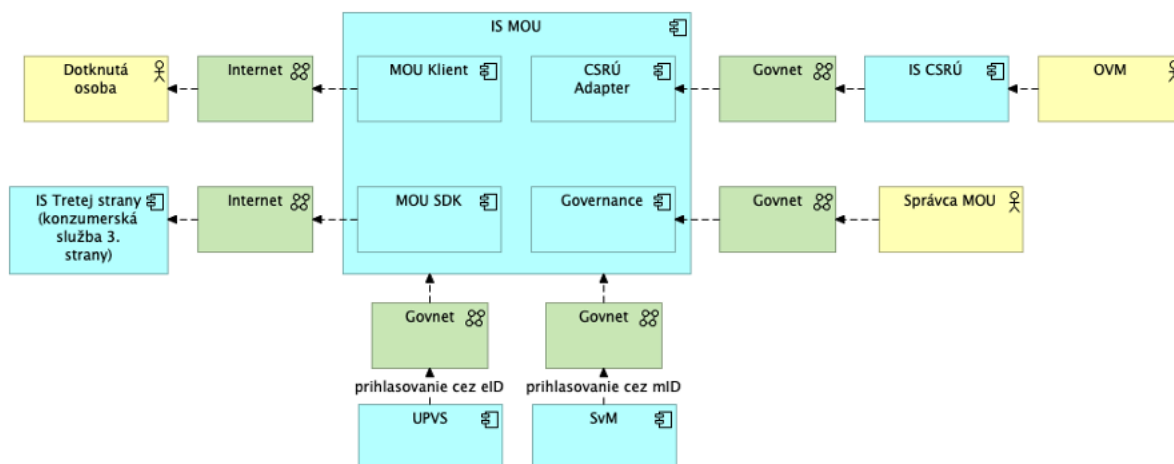 IS MOU
Dotknutá
osoba
Internet
MOU Klient
CSRÚ
Adapter
Govnet
IS CSRÚ
OVM
IS Tretej strany
(konzumerská
služba 3.
strany)
Internet
MOU SDK
Governance
Govnet
Správca MOU
Govnet
Govnet
prihlasovanie cez eID
prihlasovanie cez mID
UPVS
SvM